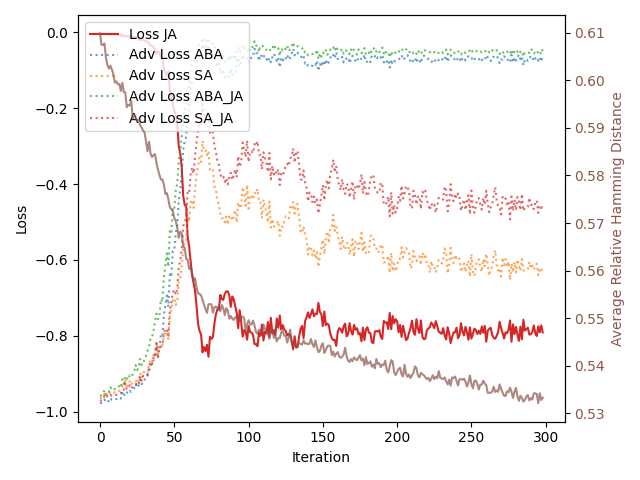 Loss JA
Adv Loss ABA
Adv Loss SA
Adv Loss ABA_JA
Adv Loss SA_JA
0.0
−0.2
−0.4
−0.6
−0.8
−1.0
Loss
0.61
0.60
0.59
0.58
0.57
0.56
0.55
0.54
0.53
Average Relative Hamming Distance
0 50 100 150 200 250 300
Iteration